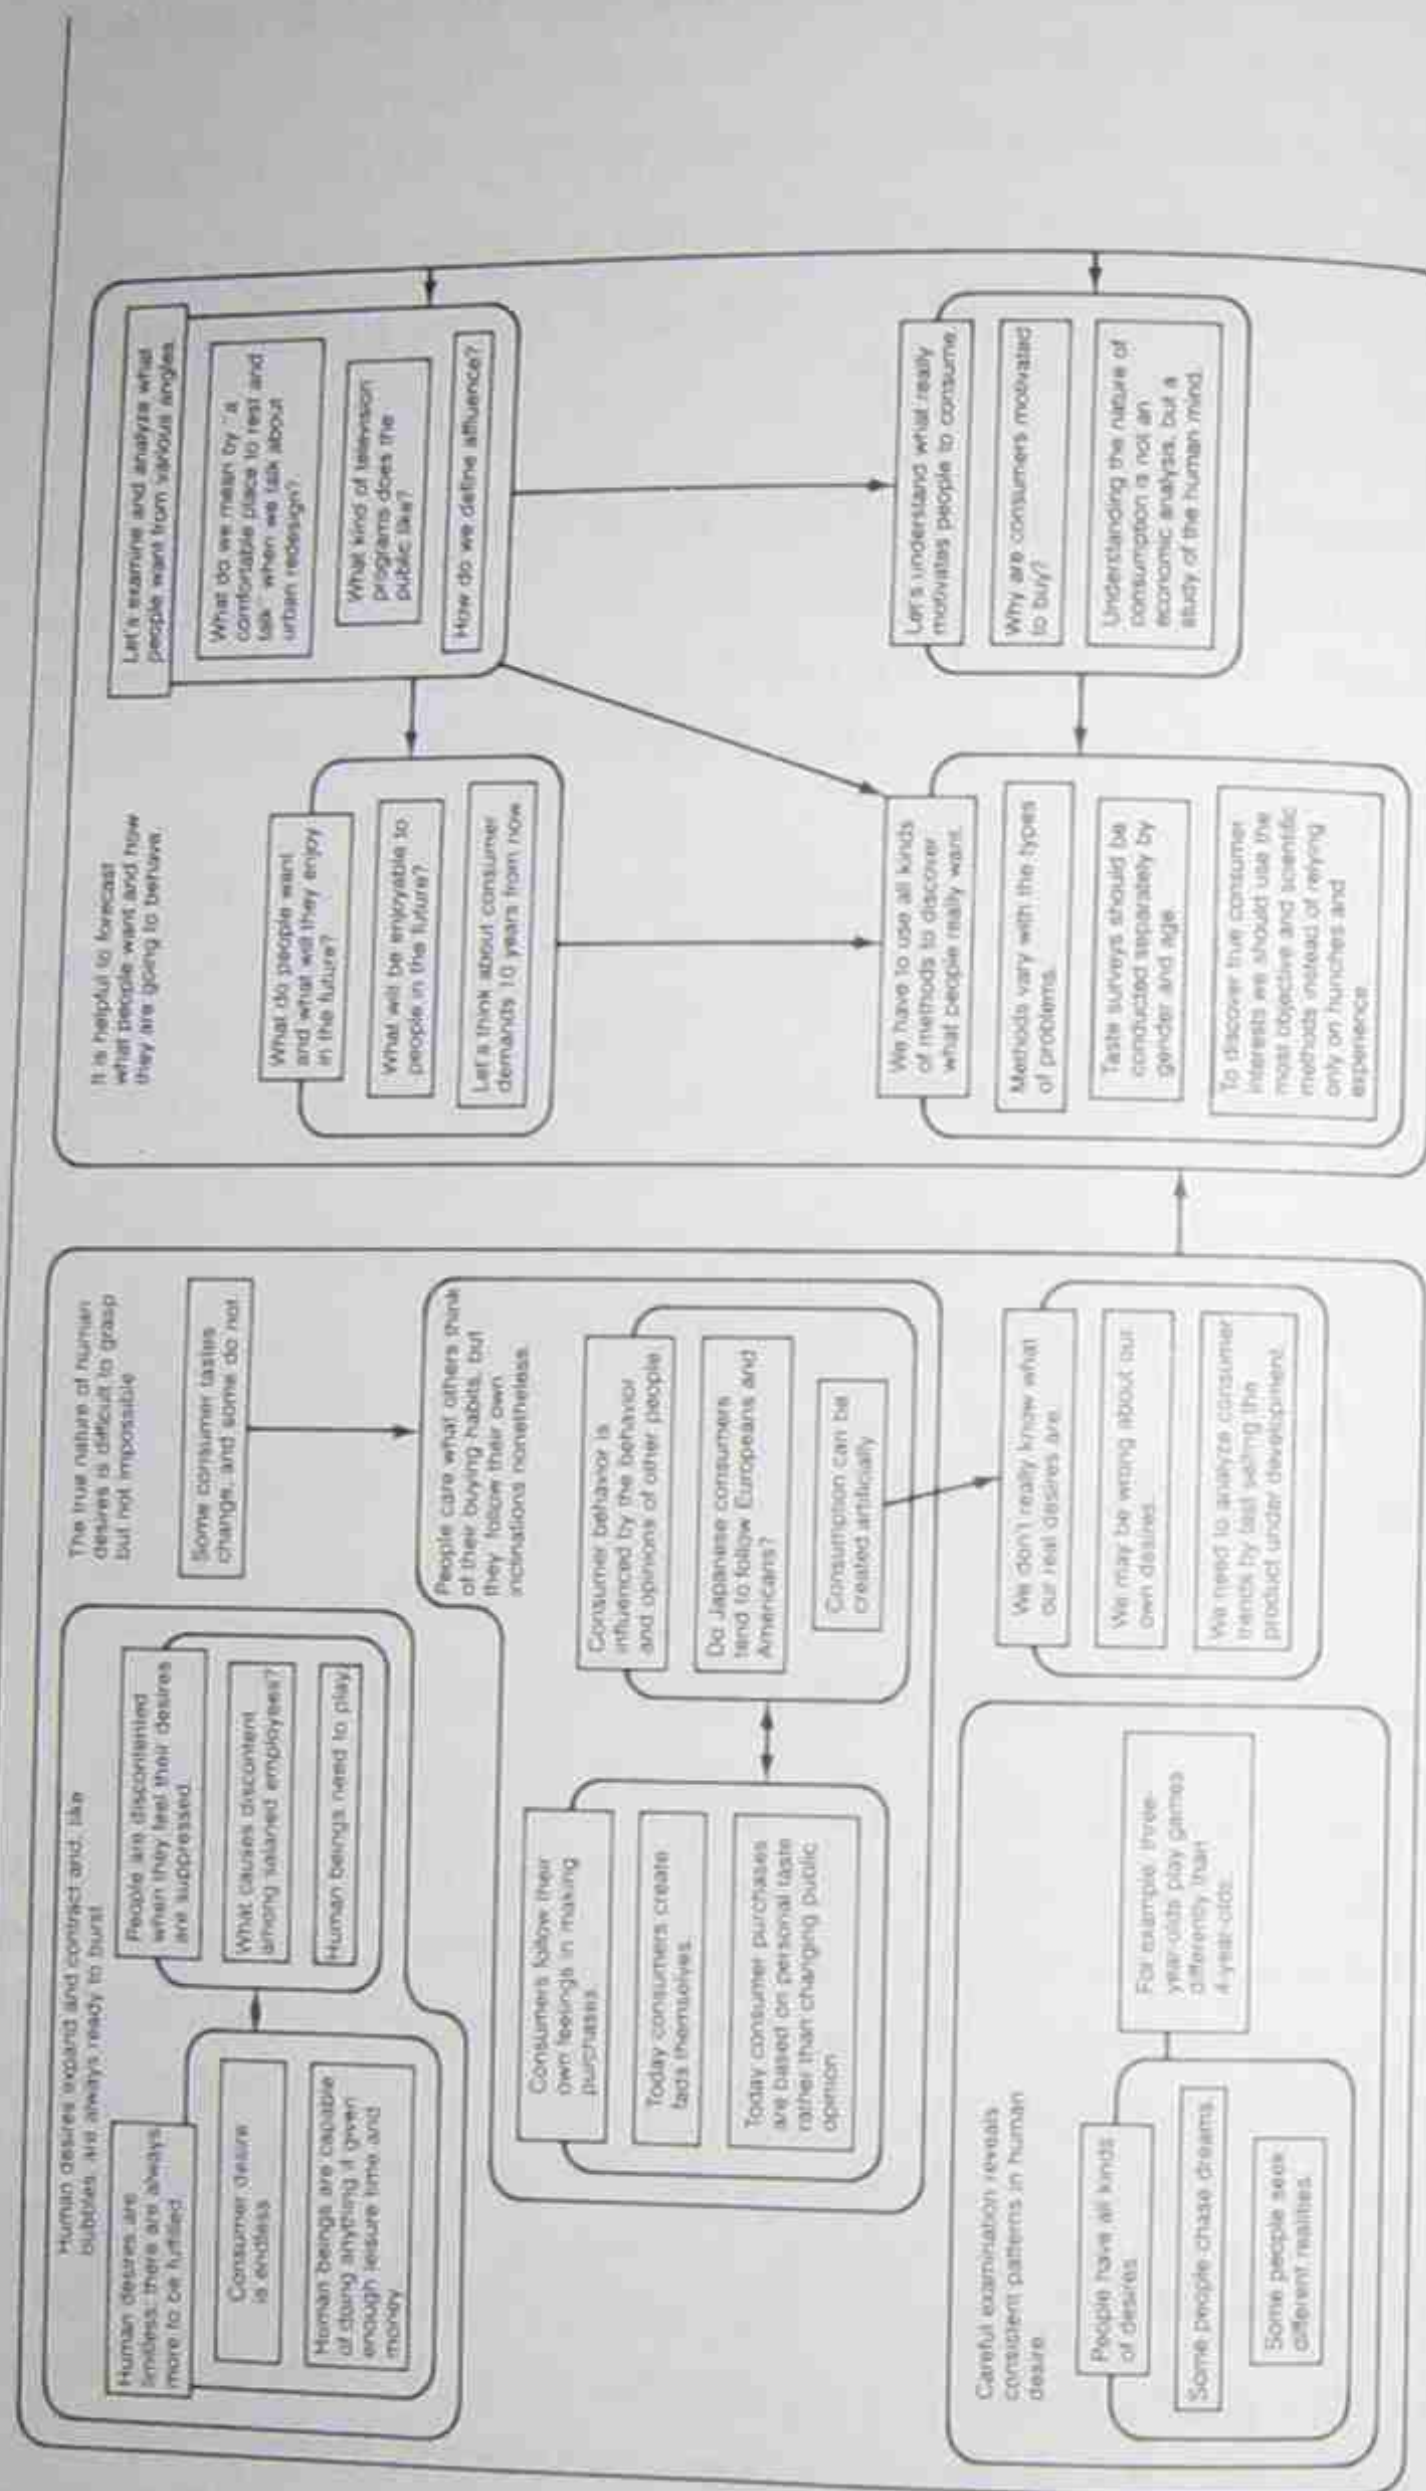 Human desires expand and contract and, like
bubbles, are always ready to burst
Human desires are
limitless: there are always
more to be fulfilled
Consumer desire
is endless
Human beings are capable
of doing anything if given
enough leisure time and
money
People are discontented
when they feel their desires
are suppressed
What causes discontent
among salaried employees?
Human beings need to play
The true nature of human
desires is difficult to grasp
but not impossible
Some consumer tastes
change, and some do not.
People care what others think
of their buying habits, but
they follow their own
inclinations nonetheless.
Consumers follow their
own feelings in making
purchases.
Today consumers create
fads themselves.
Today consumer purchases
are based on personal taste
rather than changing public
opinion
Consumer behavior is
influenced by the behavior
and opinions of other people.
Do Japanese consumers
tend to follow Europeans and
Americans?
Consumption can be
created artificially
Careful examination reveals
consistent patterns in human
desire.
People have all kinds
of desires
Some people chase dreams.
Some people seek
different realities.
For example, three-
year-olds play games
differently than
4-year-olds.
We don't really know what
our real desires are.
We may be wrong about our
own desires.
We need to analyze consumer
trends by test selling the
product under development.
It is helpful to forecast
what people want and how
they are going to behave.
What do people want
and what will they enjoy
in the future?
What will be enjoyable to
people in the future?
Let's think about consumer
demands 10 years from now
Let's examine and analyze what
people want from various angles.
What do we mean by "a
comfortable place to rest and
talk" when we talk about
urban redesign?
What kind of television
programs does the
public like?
How do we define affluence?
We have to use all kinds
of methods to discover
what people really want.
Methods vary with the types
of problems.
Taste surveys should be
conducted separately by
gender and age.
To discover true consumer
interests we should use the
most objective and scientific
methods instead of relying
only on hunches and
experience.
Let's understand what really
motivates people to consume.
Why are consumers motivated
to buy?
Understanding the nature of
consumption is not an
economic analysis, but a
study of the human mind.